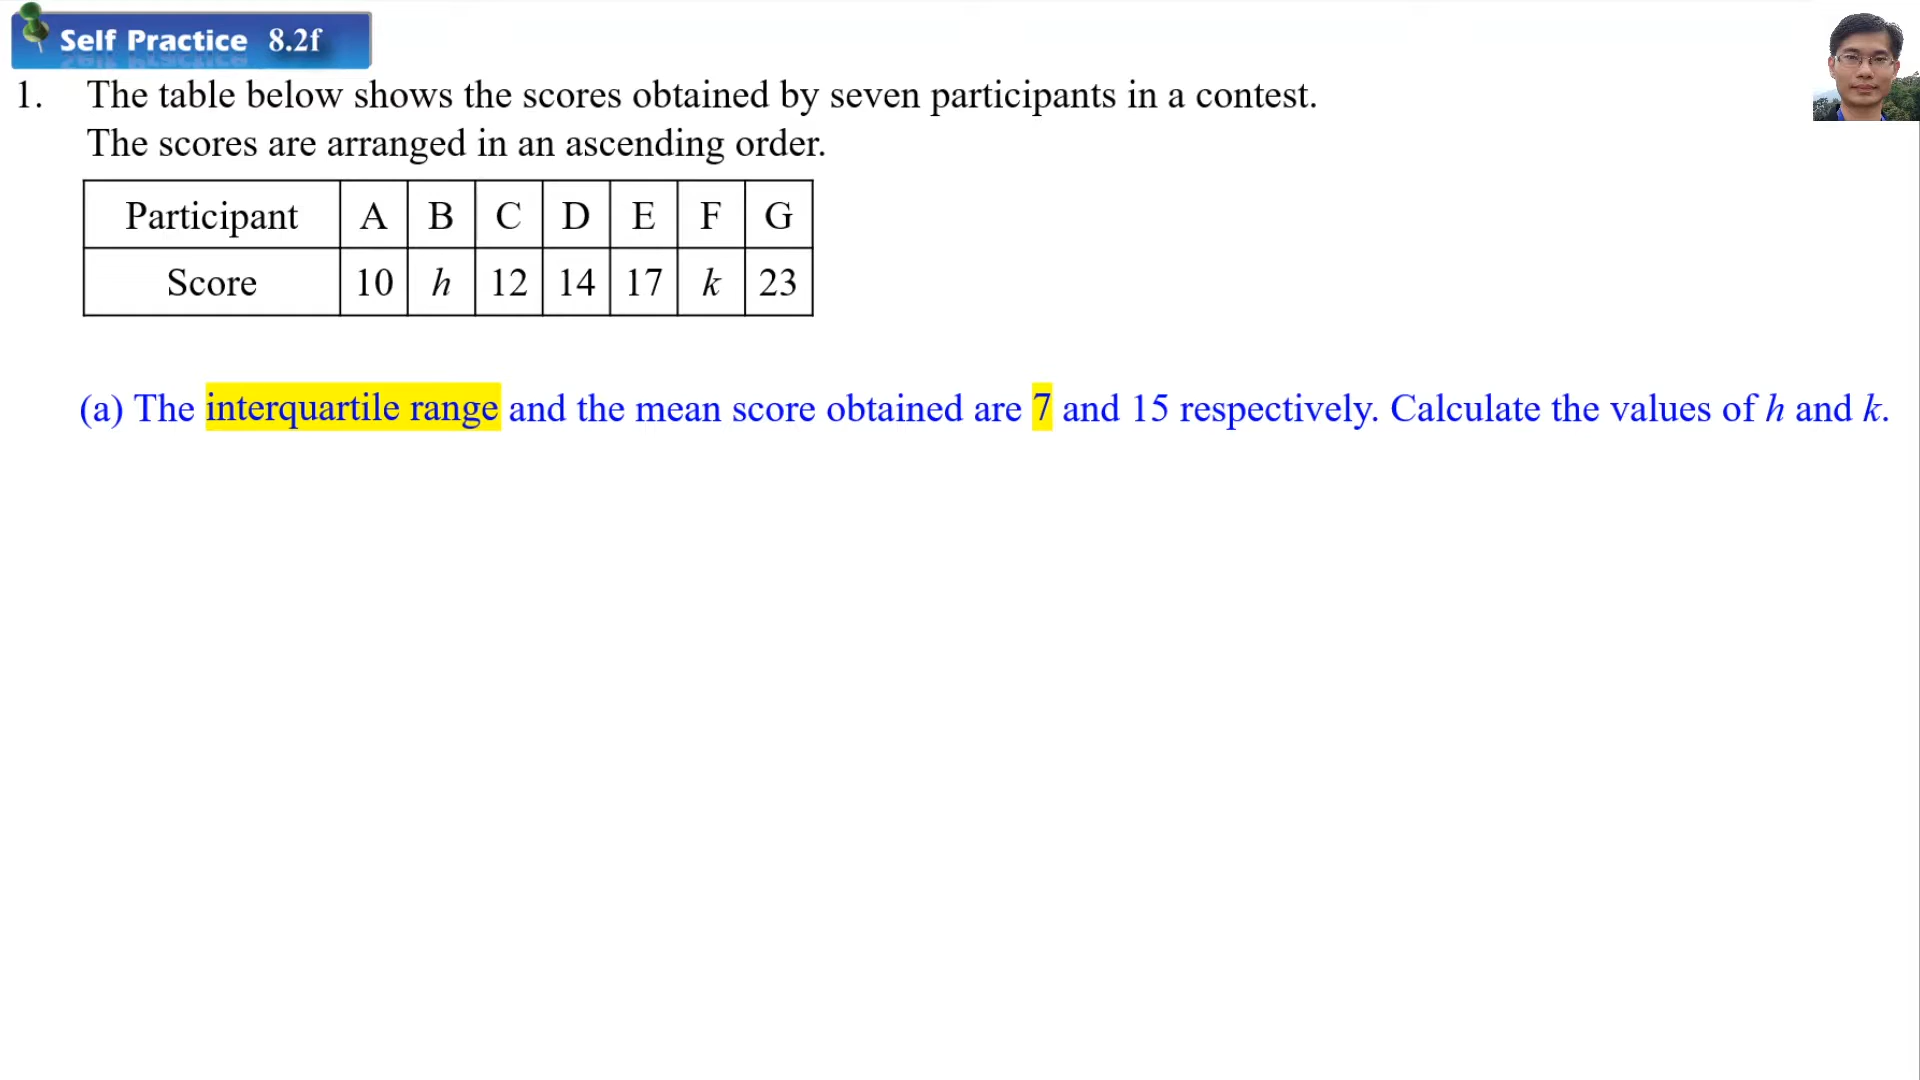 Self Practice 8.2f
1. The table below shows the scores obtained by seven participants in a contest.
The scores are arranged in an ascending order.
Participant A B C D E F G
Score 10 h 12 14 17 k 23
(a) The interquartile range and the mean score obtained are 7 and 15 respectively. Calculate the values of h and k.